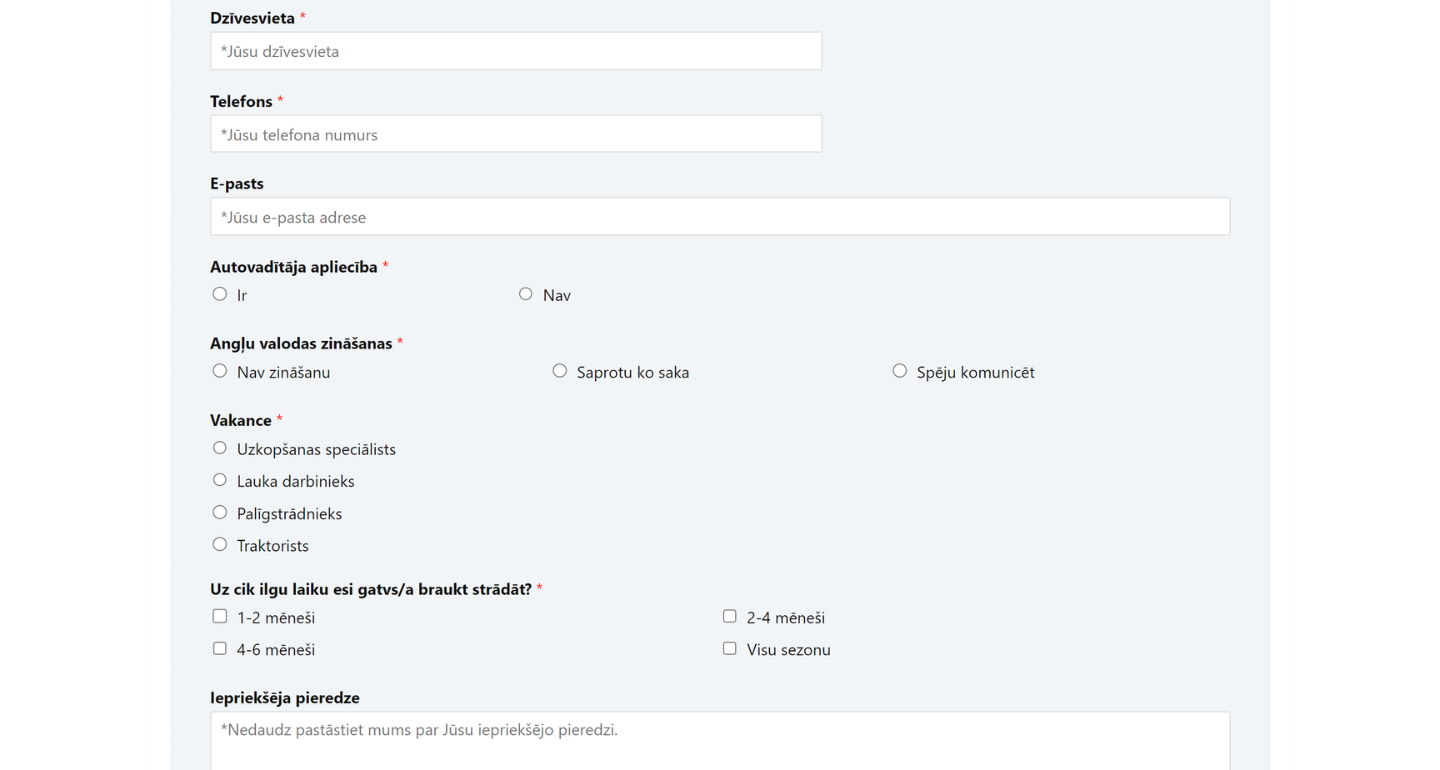 Dzīvesvieta *
*Jūsu dzīvesvieta
Telefons *
*Jūsu telefona numurs
E-pasts
*Jūsu e-pasta adrese
Autovadītāja apliecība *
Ir Nav
Angļu valodas zināšanas *
Nav zināšanu Saprotu ko saka Spēju komunicēt
Vakance *
Uzkopšanas speciālists
Lauka darbinieks
Palīgstrādnieks
Traktorists
Uz cik ilgu laiku esi gatvs/a braukt strādāt? *
1-2 mēneši 2-4 mēneši
4-6 mēneši Visu sezonu
Iepriekšēja pieredze
*Nedaudz pastāstiet mums par Jūsu iepriekšējo pieredzi.